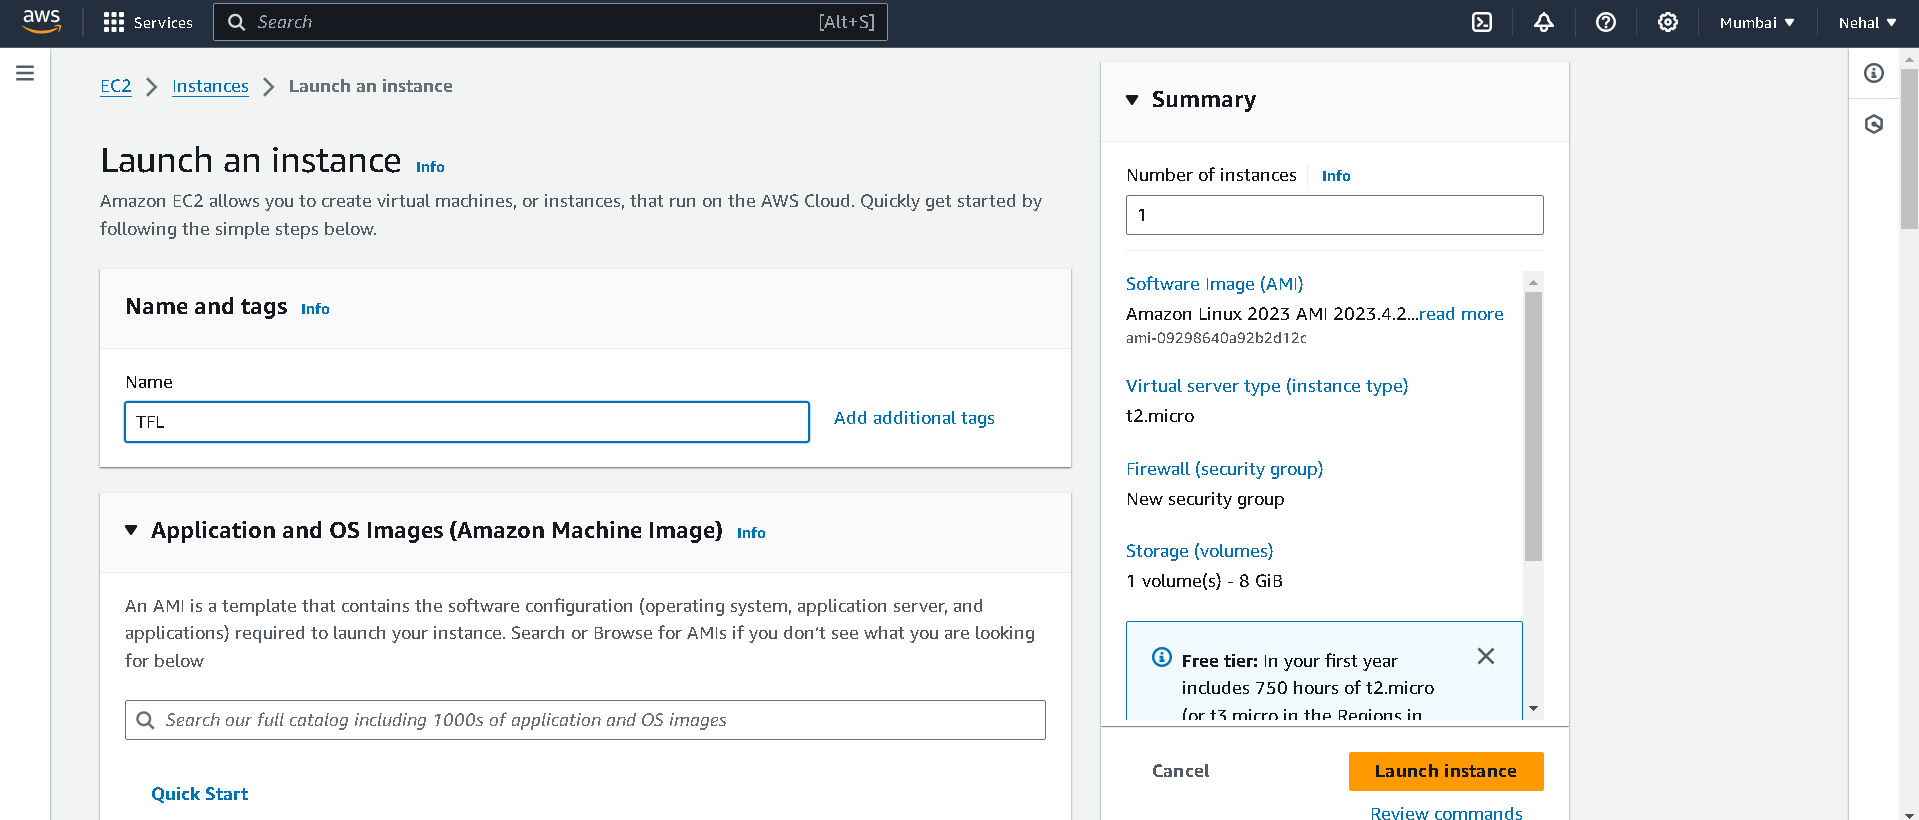 aws
Services
Search [Alt+S]
Mumbai
Nehal
EC2 > Instances > Launch an instance
Launch an instance Info
Amazon EC2 allows you to create virtual machines, or instances, that run on the AWS Cloud. Quickly get started by
following the simple steps below.
Name and tags Info
Name
TFL
Add additional tags
Application and OS Images (Amazon Machine Image) Info
An AMI is a template that contains the software configuration (operating system, application server, and
applications) required to launch your instance. Search or Browse for AMIs if you don't see what you are looking
for below
Search our full catalog including 1000s of application and OS images
Quick Start
Summary
Number of instances Info
1
Software Image (AMI)
Amazon Linux 2023 AMI 2023.4.2...read more
ami-09298640a92b2d12c
Virtual server type (instance type)
t2.micro
Firewall (security group)
New security group
Storage (volumes)
1 volume(s) - 8 GiB
Free tier: In your first year
includes 750 hours of t2.micro
(or t3.micro in the Regions in
Cancel
Launch instance
Review commands